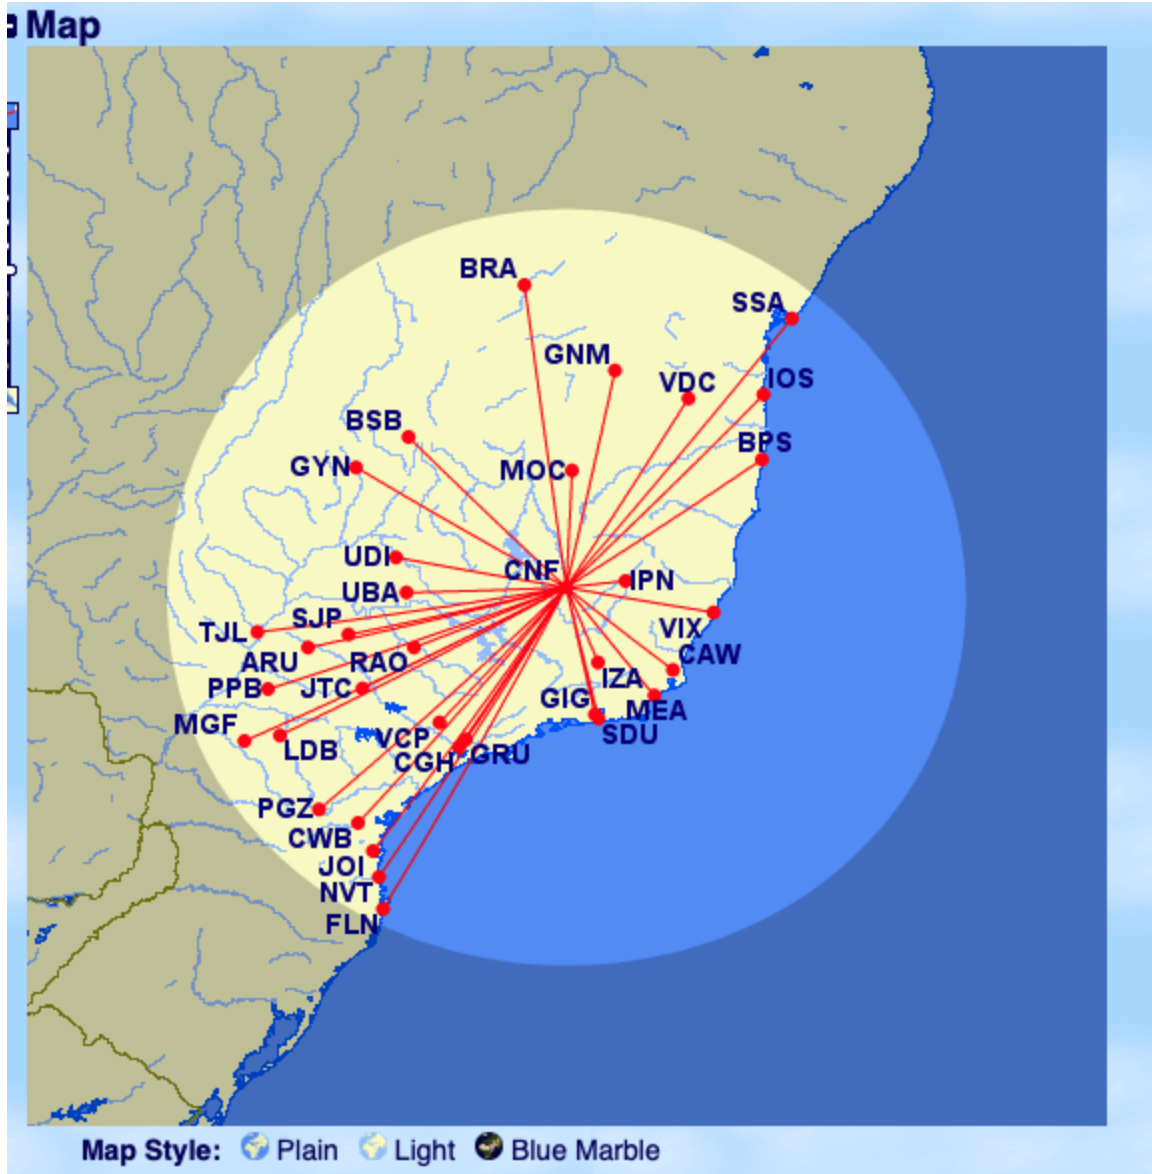 Map
BRA
SSA
GNM
VDC
IOS
BSB
BPS
GYN
MOC
UDI
CNF
IPN
UBA
SJP
TJL
VIX
ARU
RAO
CAW
IZA
PPB
JTC
GIG
MEA
MGF
SDU
LDB
VCP
CGH
GRU
PGZ
CWB
JOI
NVT
FLN
Map Style: Plain Light Blue Marble